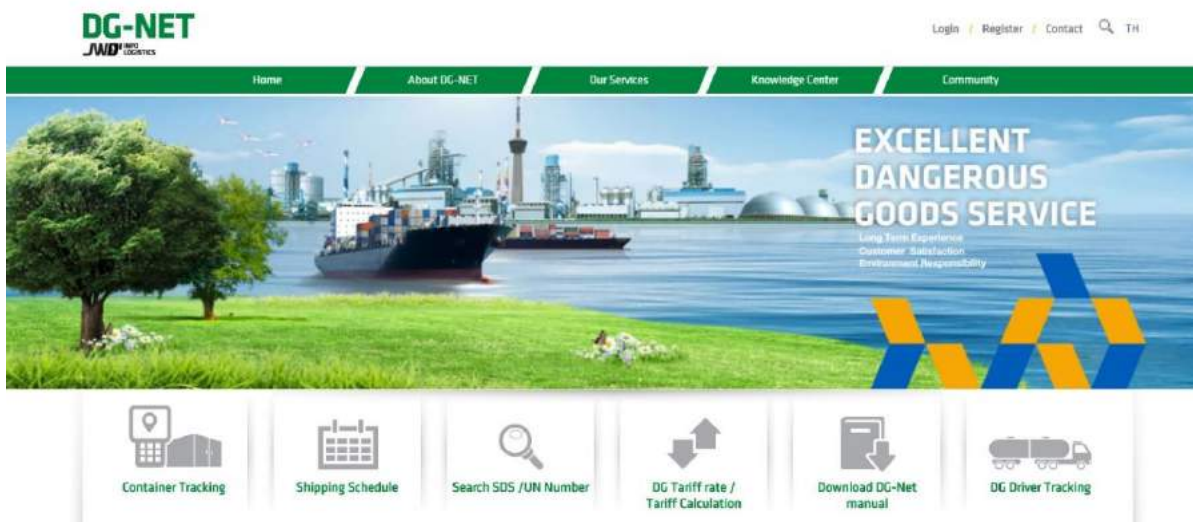 DG-NET
JWD INFO LOGISTICS
Login / Register / Contact TH
Home About DG-NET Our Services Knowledge Center Community
EXCELLENT
DANGEROUS
GOODS SERVICE
Long Term Experience
Customer Satisfaction
Environment Responsibility
Container Tracking
Shipping Schedule
Search SDS /UN Number
DG Tariff rate /
Tariff Calculation
Download DG-Net
manual
DG Driver Tracking